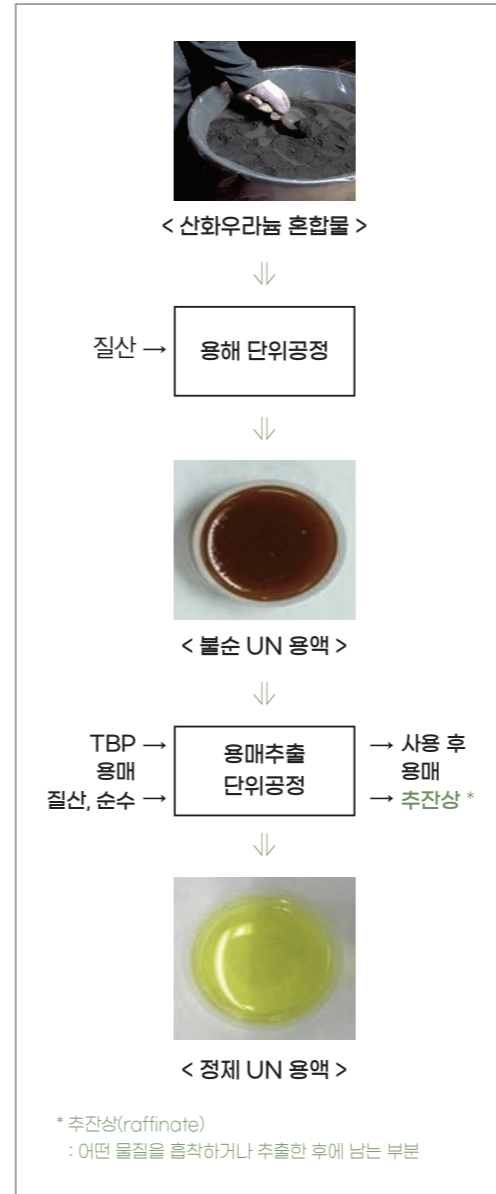 < 산화우라늄 혼합물 >
질산 →
용해 단위공정
< 불순 UN 용액 >
TBP →
용매
질산, 순수 →
용매추출
단위공정
→ 사용 후
용매
→ 추잔상 *
< 정제 UN 용액 >
* 추잔상(raffinate)
: 어떤 물질을 흡착하거나 추출한 후에 남는 부분